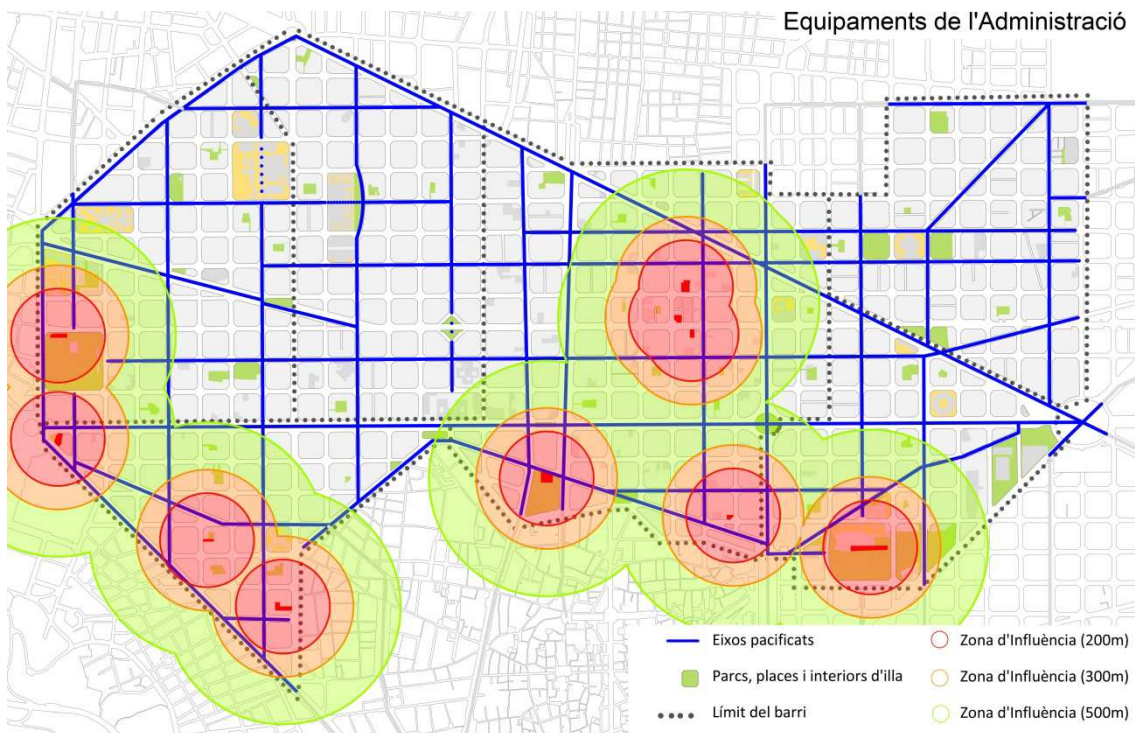 Equipaments de l'Administració
Eixos pacificats
Parcs, places i interiors d'illa
Límit del barri
Zona d'Influència (200m)
Zona d'Influència (300m)
Zona d'Influència (500m)